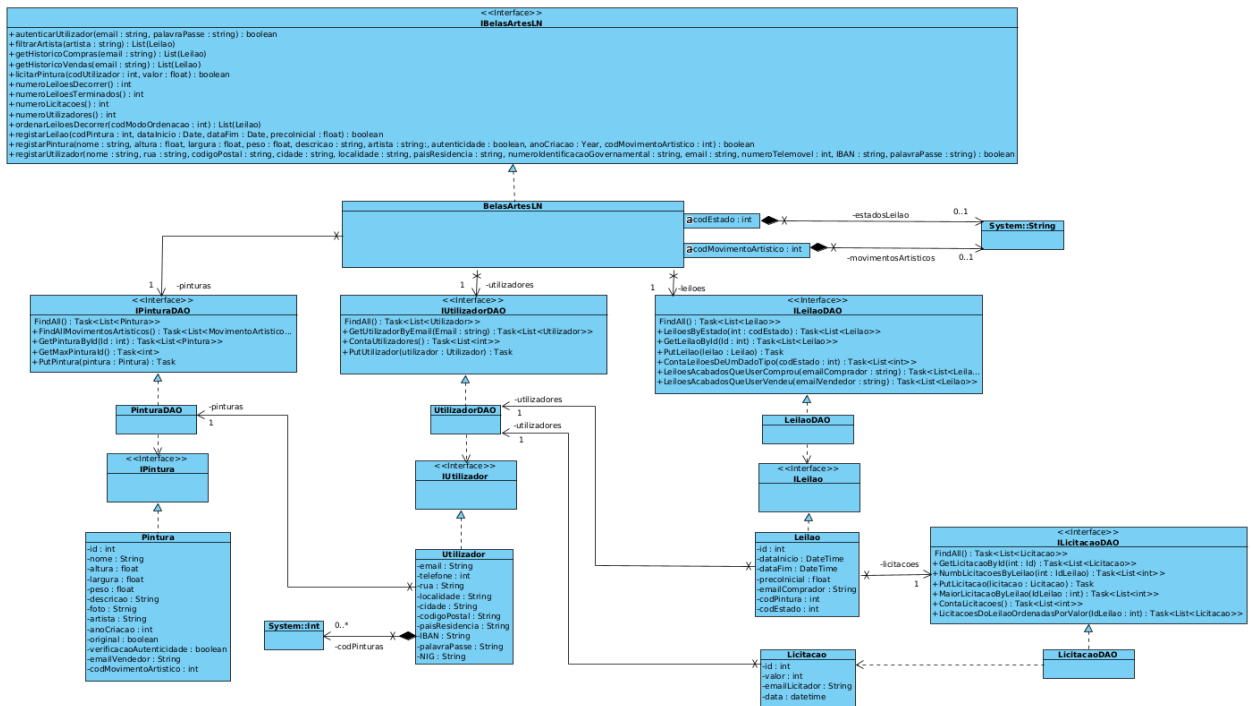 <<Interface>>
IBelasArtesLN
+autenticarUtilizador(email : string, palavraPasse : string) : boolean
+filtrarArtista(artista : string) : List(Leilao)
+getHistoricoCompras(email : string) : List(Leilao)
+getHistoricoVendas(email : string) : List(Leilao)
+licitarPintura(codUtilizador : int, valor : float) : boolean
+numeroLeiloesDecorrer() : int
+numeroLeiloesTerminados() : int
+numeroLicitacoes() : int
+numeroUtilizadores() : int
+ordenarLeiloesDecorrer(codModoOrdenacao : int) : List(Leilao)
+registarLeilao(codPintura : int, dataInicio : Date, dataFim : Date, precoInicial : float) : boolean
+registarPintura(nome : string, altura : float, largura : float, peso : float, descricao : string, artista : string:, autenticidade : boolean, anoCriacao : Year, codMovimentoArtistico : int) : boolean
+registarUtilizador(nome : string, rua : string, codigoPostal : string, cidade : string, localidade : string, paisResidencia : string, numeroIdentificacaoGovernamental : string, email : string, numeroTelemovel : int, IBAN : string, palavraPasse : string) : boolean
BelasArtesLN
acodEstado : int
-estadosLeilao
0..1
System::String
acodMovimentoArtistico : int
-movimentosArtisticos
0..1
1
-pinturas
1
-utilizadores
1
-leiloes
<<Interface>>
IPinturaDAO
FindAll() : Task<List<Pintura>>
+FindAllMovimentosArtisticos() : Task<List<MovimentoArtistico...
+GetPinturaById(Id : int) : Task<List<Pintura>>
+GetMaxPinturaId() : Task<int>
+PutPintura(pintura : Pintura) : Task
<<Interface>>
IUtilizadorDAO
FindAll() : Task<List<Utilizador>>
+GetUtilizadorByEmail(Email : string) : Task<List<Utilizador>>
+ContaUtilizadores() : Task<List<int>>
+PutUtilizador(utilizador : Utilizador) : Task
<<Interface>>
ILeilaoDAO
FindAll() : Task<List<Leilao>>
+LeiloesByEstado(int : codEstado) : Task<List<Leilao>>
+GetLeilaoById(Id : int) : Task<List<Leilao>>
+PutLeilao(leilao : Leilao) : Task
+ContaLeiloesDeUmDadoTipo(codEstado : int) : Task<List<int>>
+LeiloesAcabadosQueUserComprou(emailComprador : string) : Task<List<Leila...
+LeiloesAcabadosQueUserVendeu(emailVendedor : string) : Task<List<Leilao>>
PinturaDAO
-pinturas
1
UtilizadorDAO
-utilizadores
1
-utilizadores
1
LeilaoDAO
<<Interface>>
IPintura
<<Interface>>
IUtilizador
<<Interface>>
ILeilao
Pintura
-id : int
-nome : String
-altura : float
-largura : float
-peso : float
-descricao : String
-foto : Strnig
-artista : String
-anoCriacao : int
-original : boolean
-verificacaoAutenticidade : boolean
-emailVendedor : String
-codMovimentoArtistico : int
System::Int
0..*
-codPinturas
Utilizador
-email : String
-telefone : int
-rua : String
-localidade : String
-cidade : String
-codigoPostal : String
-paisResidencia : String
-IBAN : String
-palavraPasse : String
-NIG : String
Leilao
-id : int
-dataInicio : DateTime
-dataFim : DateTime
-precoInicial : float
-emailComprador : String
-codPintura : int
-codEstado : int
-licitacoes
1
<<Interface>>
ILicitacaoDAO
FindAll() : Task<List<Licitacao>>
+GetLicitacaoById(int : Id) : Task<List<Licitacao>>
+NumbLicitacoesByLeilao(int : IdLeilao) : Task<List<int>>
+PutLicitacao(licitacao : Licitacao) : Task
+MaiorLicitacaoByLeilao(IdLeilao : int) : Task<List<int>>
+ContaLicitacoes() : Task<List<int>>
+LicitacoesDoLeilaoOrdenadasPorValor(IdLeilao : int) : Task<List<Licitacao>>
Licitacao
-id : int
-valor : int
-emailLicitador : String
-data : datetime
LicitacaoDAO